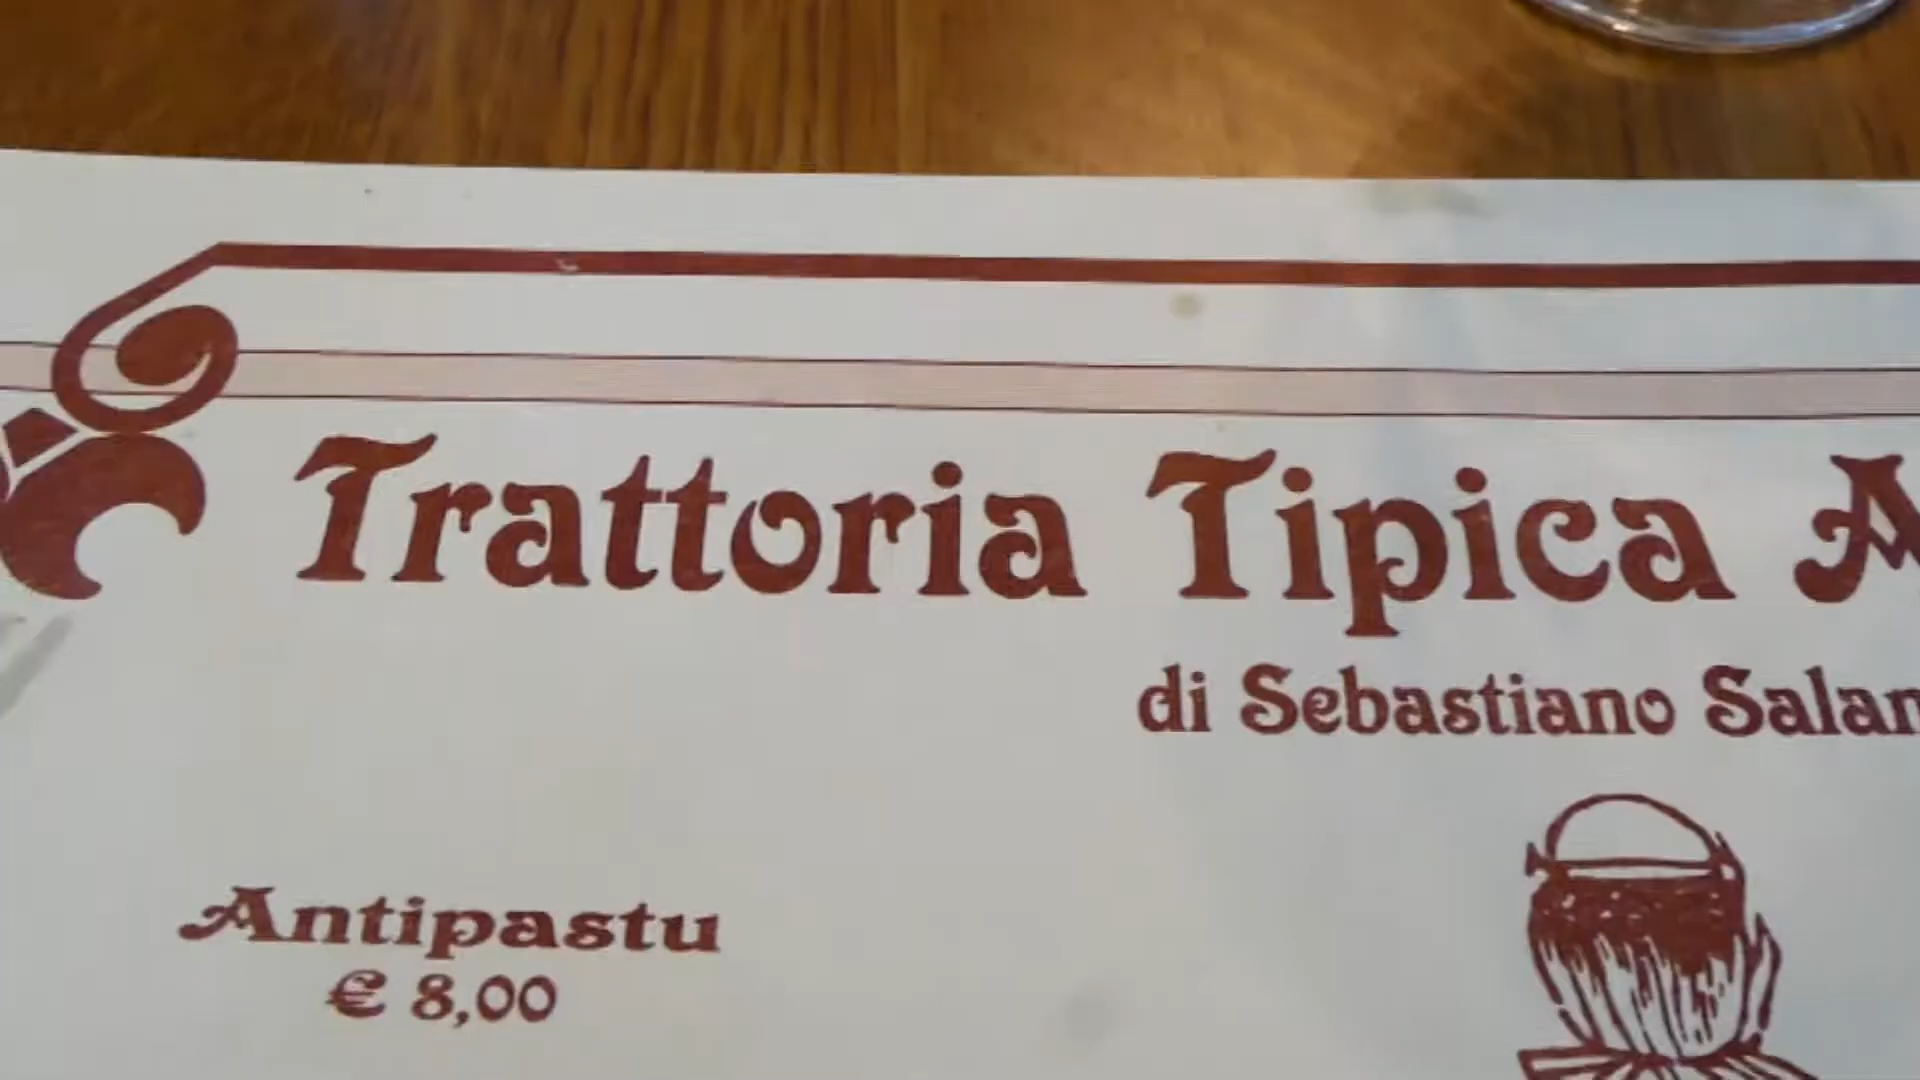 Trattoria Tipica
di Sebastiano
Antipastu
€ 8,00